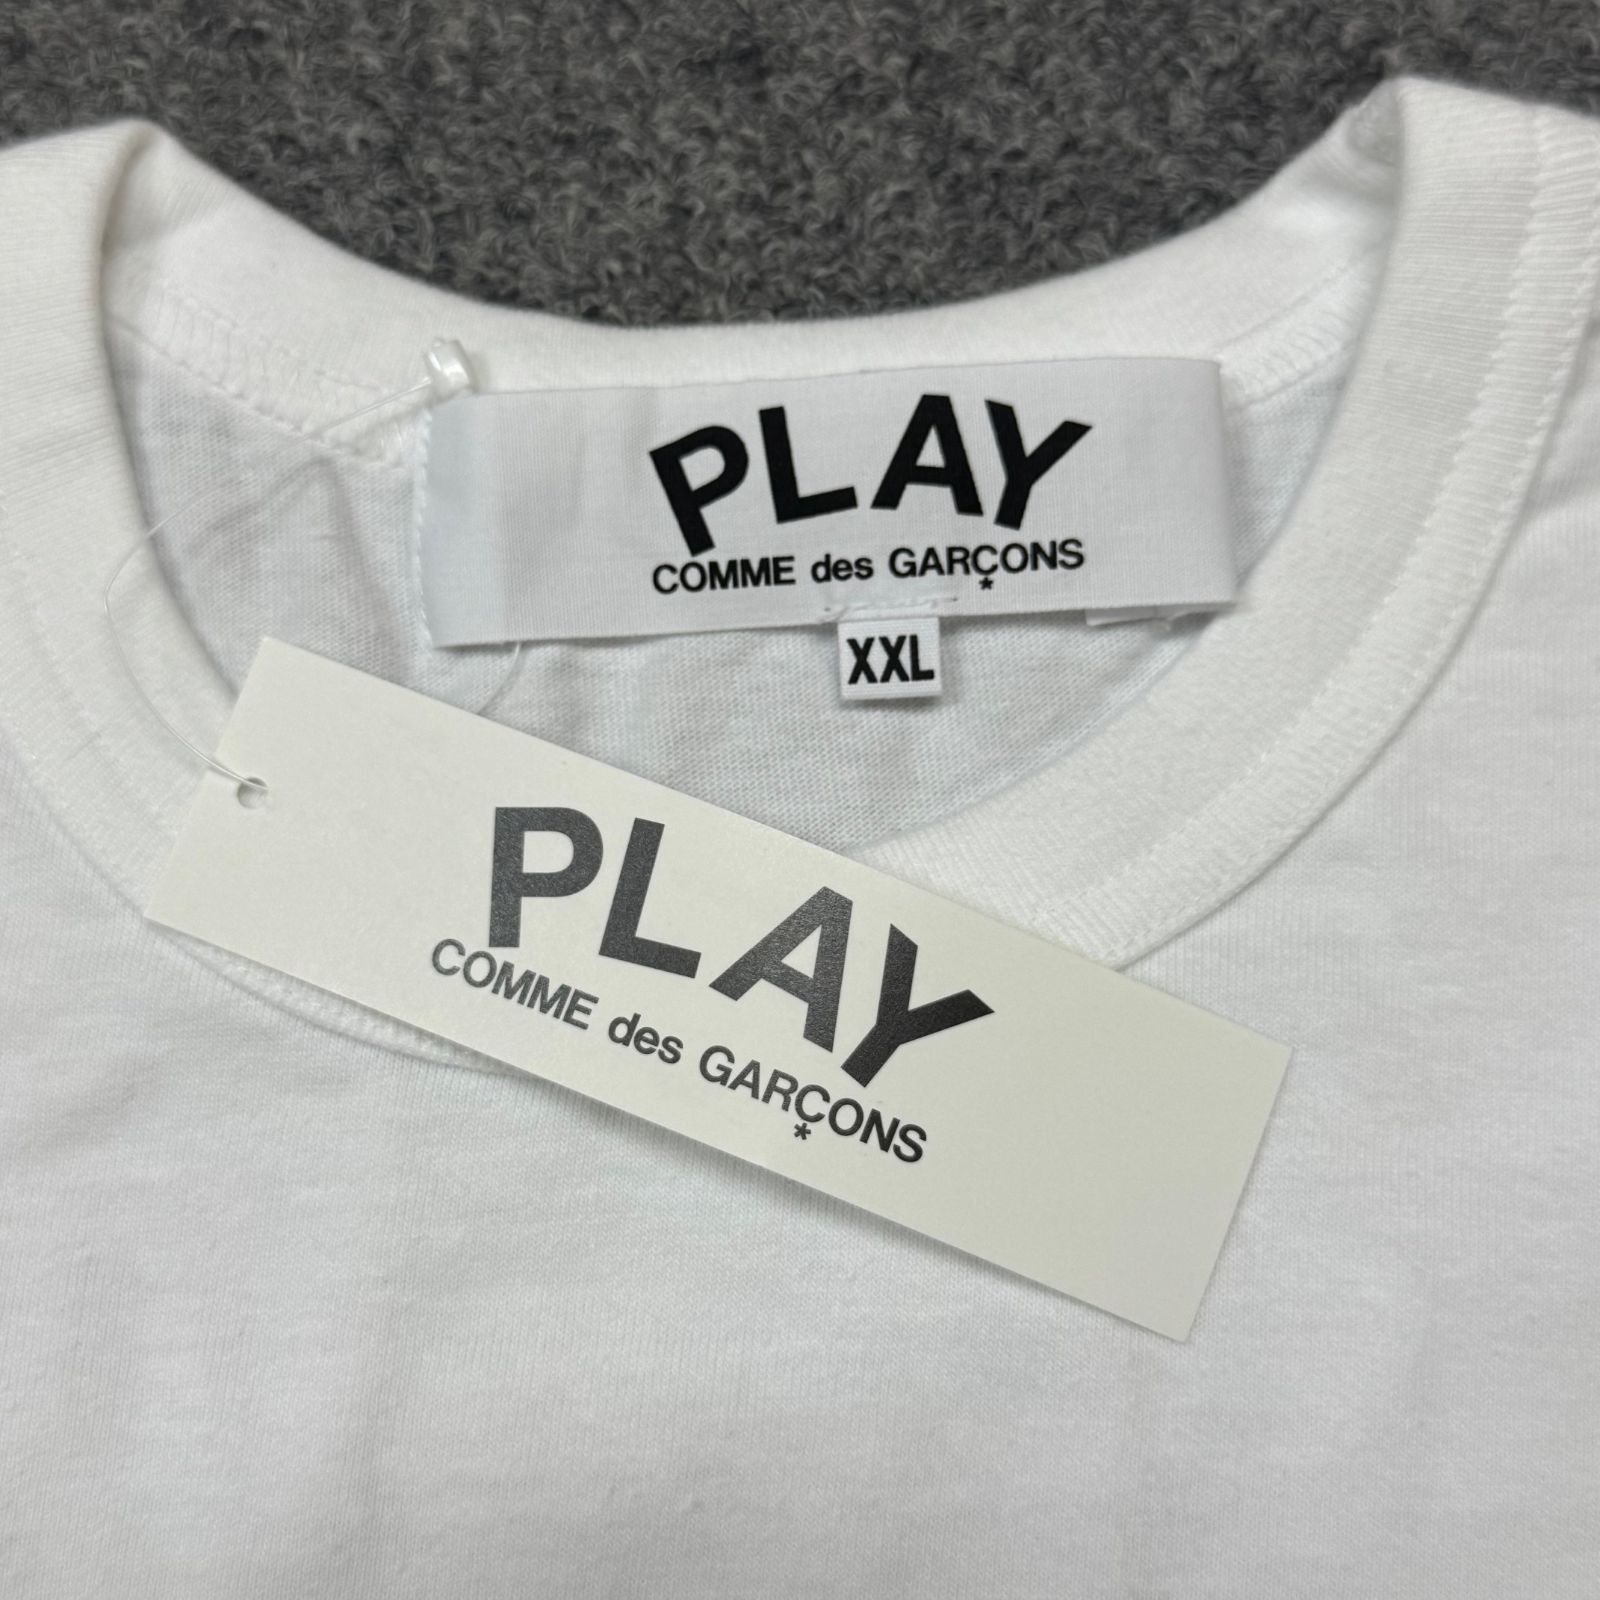 PLAY
COMME des GARÇONS
*
XXL
PLAY
COMME des GARÇONS
*